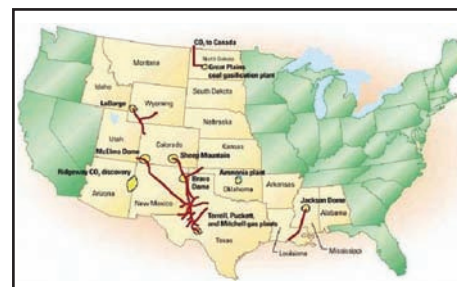 CO2 to Canada
North Dakota
Great Plains
coal gasification plant
Montana
Idaho
South Dakota
LaBarge
Wyoming
Nebraska
Utah
Colorado
Kansas
McElmo Dome
Sheep Mountain
Ridgeway CO2 discovery
Bravo
Dome
Ammonia plant
Oklahoma
Arkansas
Arizona
New Mexico
Jackson Dome
Alabama
Terrell, Puckett,
and Mitchell gas plants
Texas
Louisiana
Mississippi